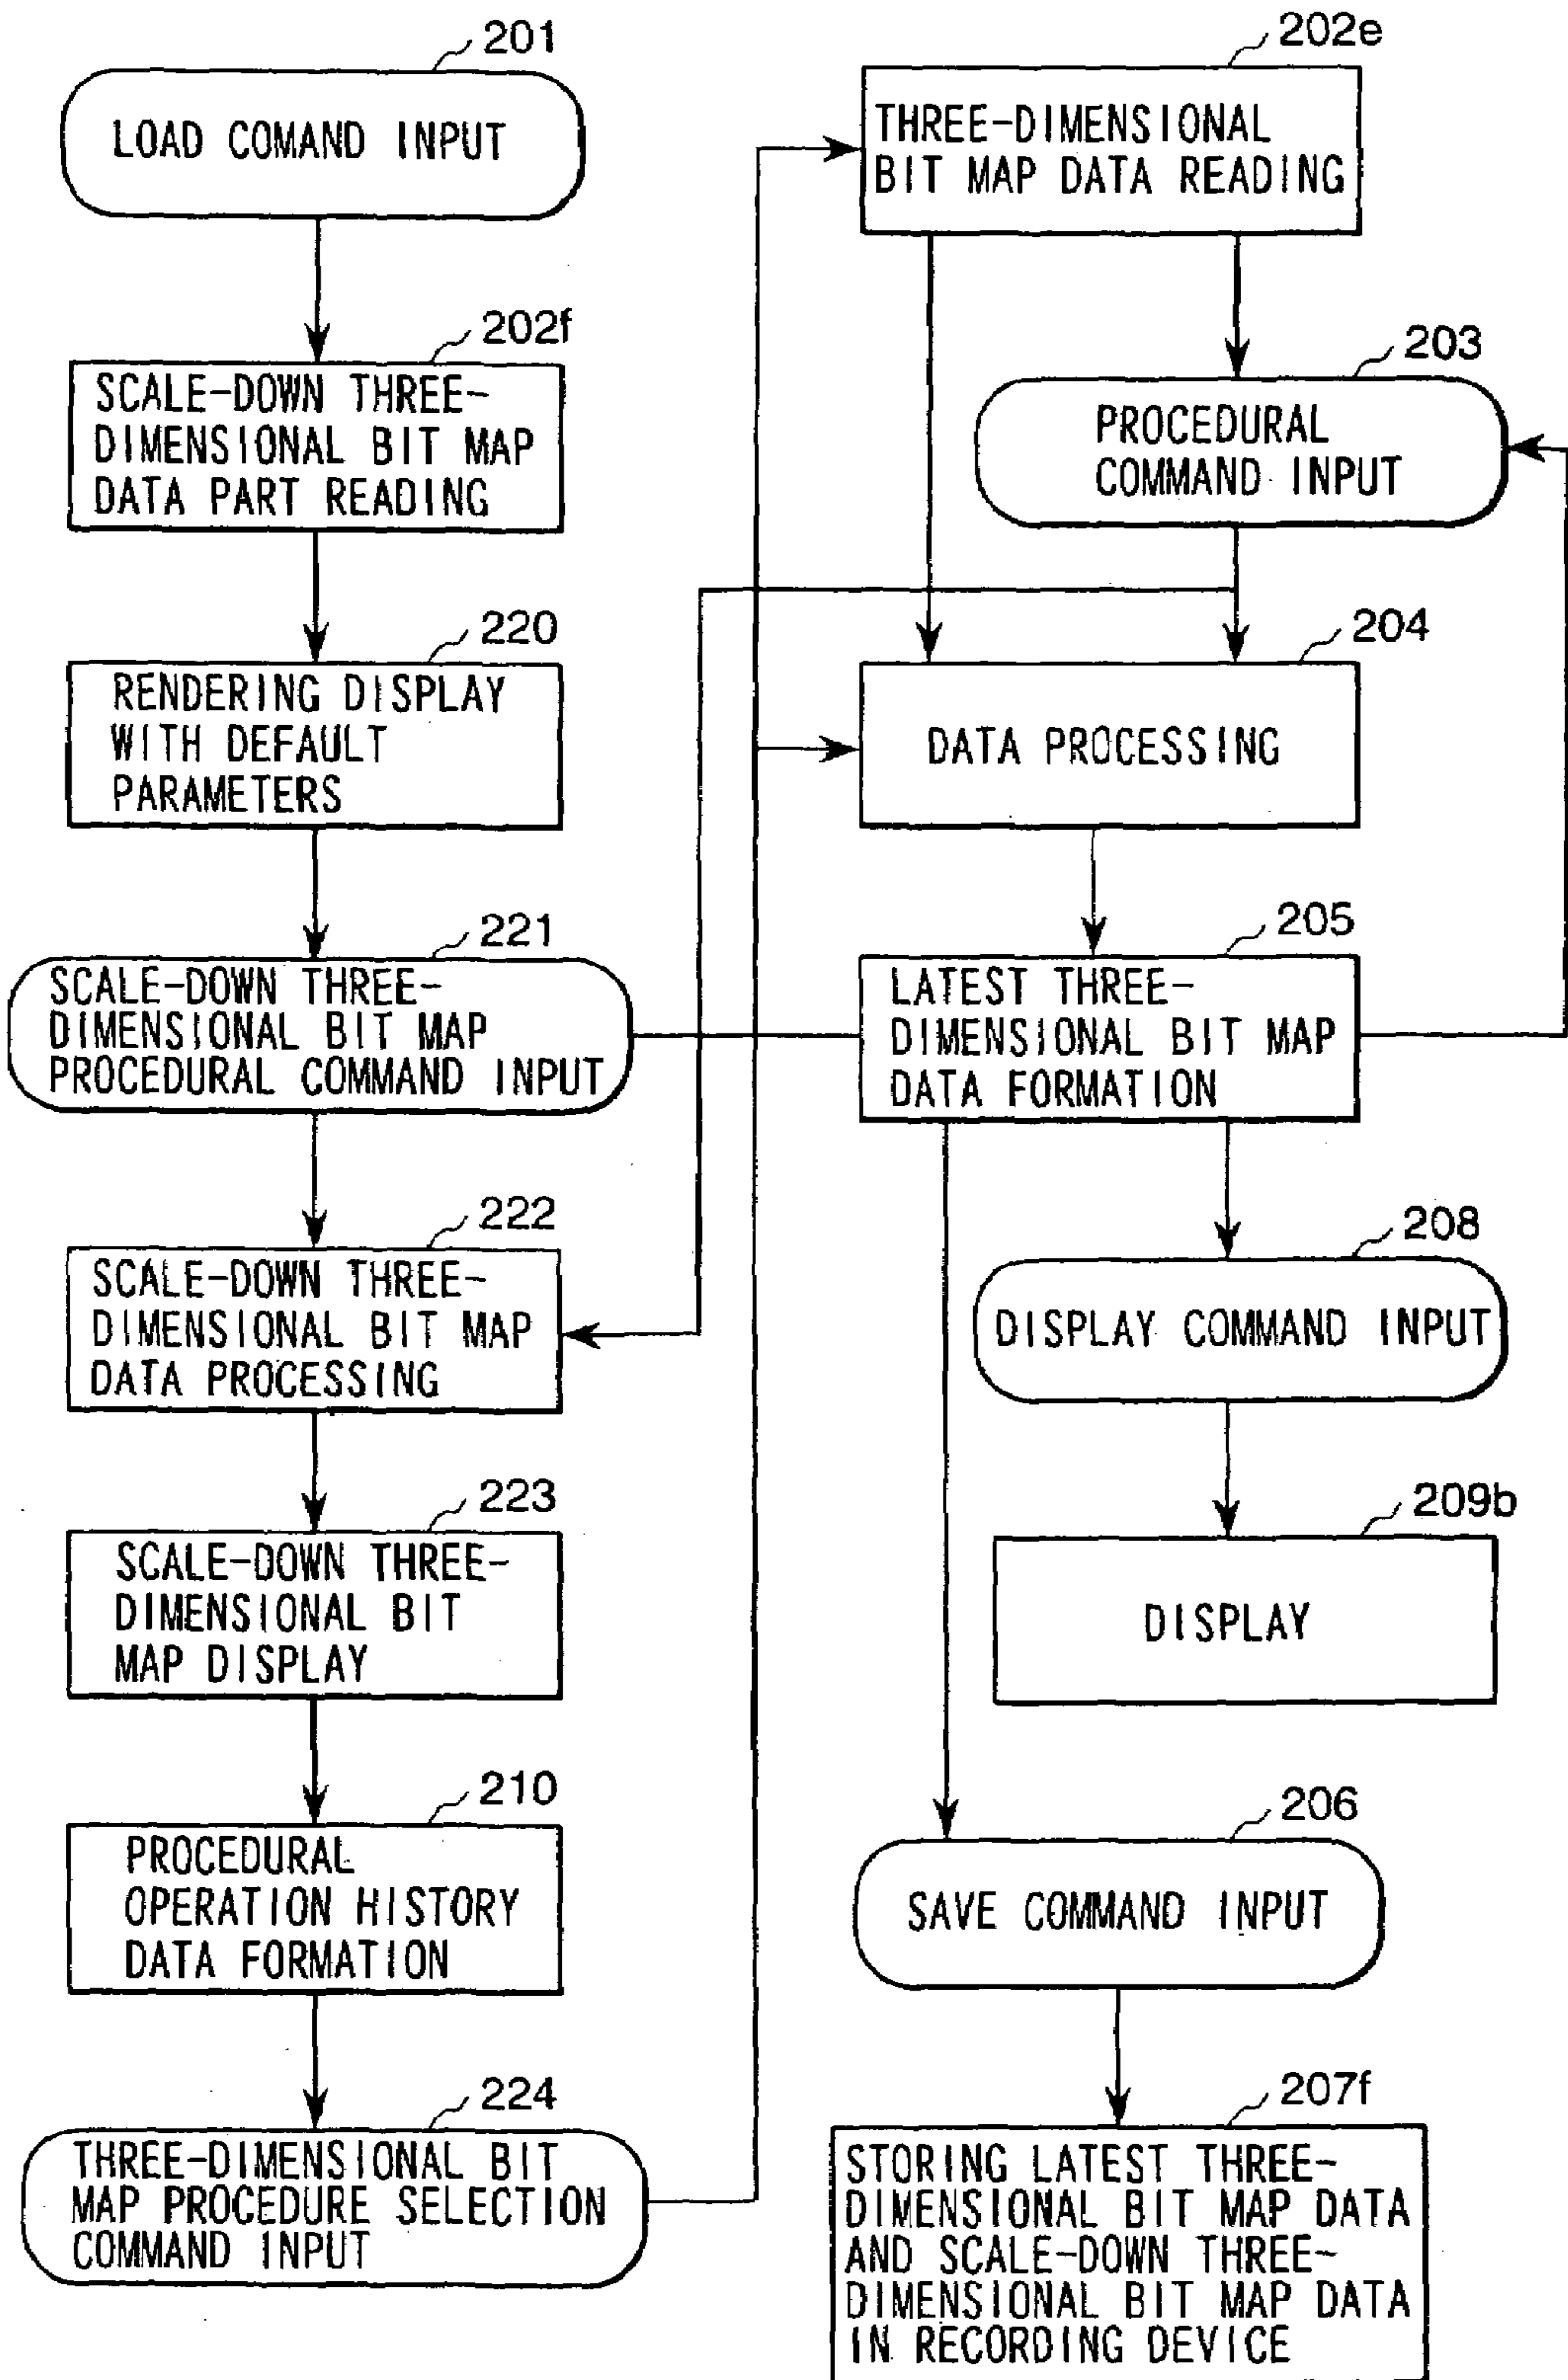 201
LOAD COMAND INPUT
202f
SCALE-DOWN THREE-
DIMENSIONAL BIT MAP
DATA PART READING
220
RENDERING DISPLAY
WITH DEFAULT
PARAMETERS
221
SCALE-DOWN THREE-
DIMENSIONAL BIT MAP
PROCEDURAL COMMAND INPUT
222
SCALE-DOWN THREE-
DIMENSIONAL BIT MAP
DATA PROCESSING
223
SCALE-DOWN THREE-
DIMENSIONAL BIT
MAP DISPLAY
210
PROCEDURAL
OPERATION HISTORY
DATA FORMATION
224
THREE-DIMENSIONAL BIT
MAP PROCEDURE SELECTION
COMMAND INPUT
202e
THREE-DIMENSIONAL
BIT MAP DATA READING
203
PROCEDURAL
COMMAND INPUT
204
DATA PROCESSING
205
LATEST THREE-
DIMENSIONAL BIT MAP
DATA FORMATION
208
DISPLAY COMMAND INPUT
209b
DISPLAY
206
SAVE COMMAND INPUT
207f
STORING LATEST THREE-
DIMENSIONAL BIT MAP DATA
AND SCALE-DOWN THREE-
DIMENSIONAL BIT MAP DATA
IN RECORDING DEVICE